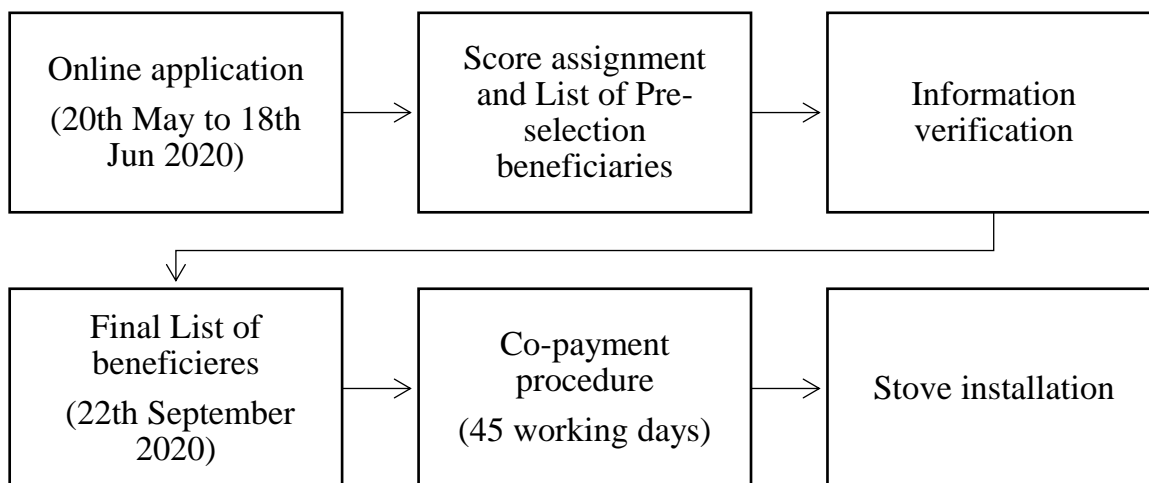 Online application
(20th May to 18th
Jun 2020)
Score assignment
and List of Pre-
selection
beneficiaries
Information
verification
Final List of
beneficieres
(22th September
2020)
Co-payment
procedure
(45 working days)
Stove installation